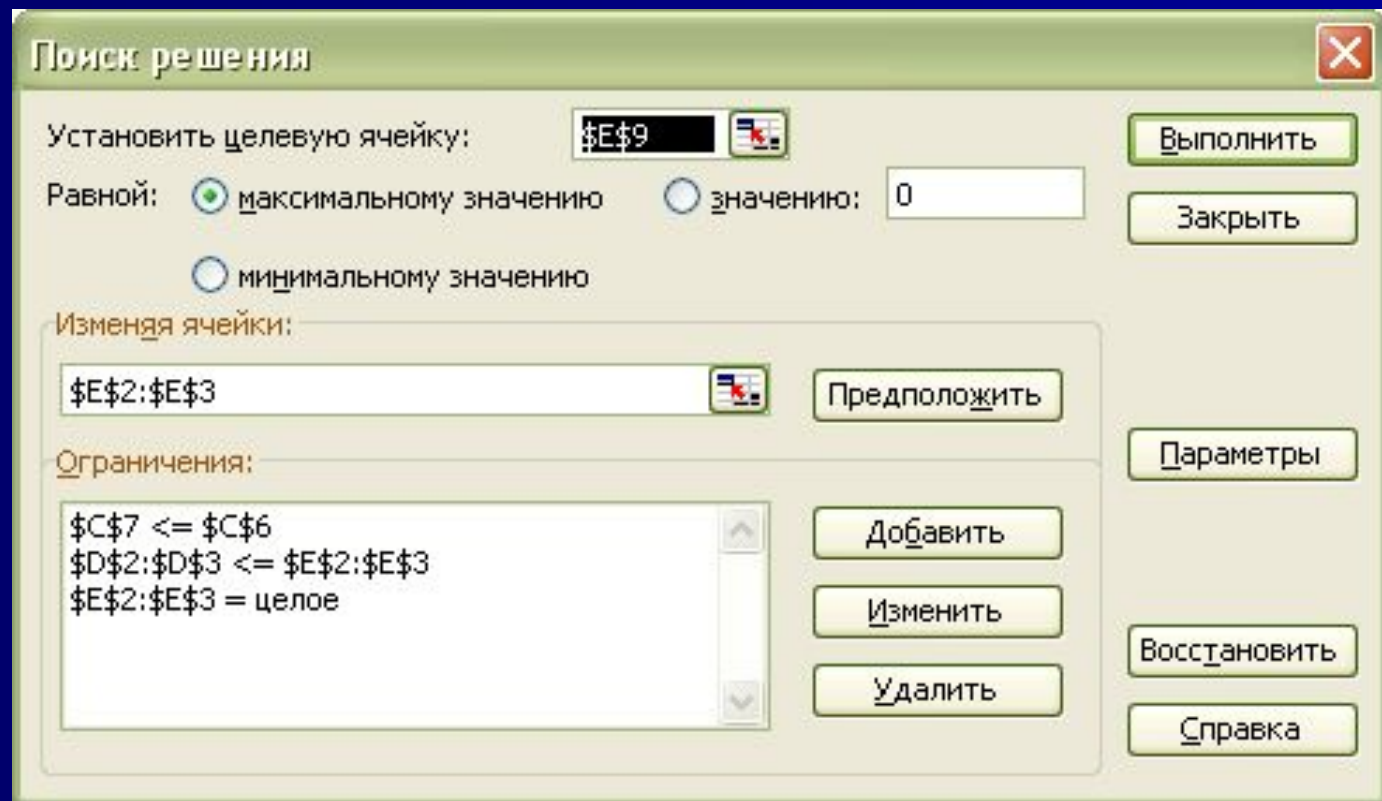 Поиск решения
Установить целевую ячейку: $E$9
Выполнить
Равной: максимальному значению значению: 0
Закрыть
минимальному значению
Изменяя ячейки:
$E$2:$E$3
Предположить
Параметры
Ограничения:
$C$7 <= $C$6
$D$2:$D$3 <= $E$2:$E$3
$E$2:$E$3 = целое
Добавить
Изменить
Удалить
Восстановить
Справка